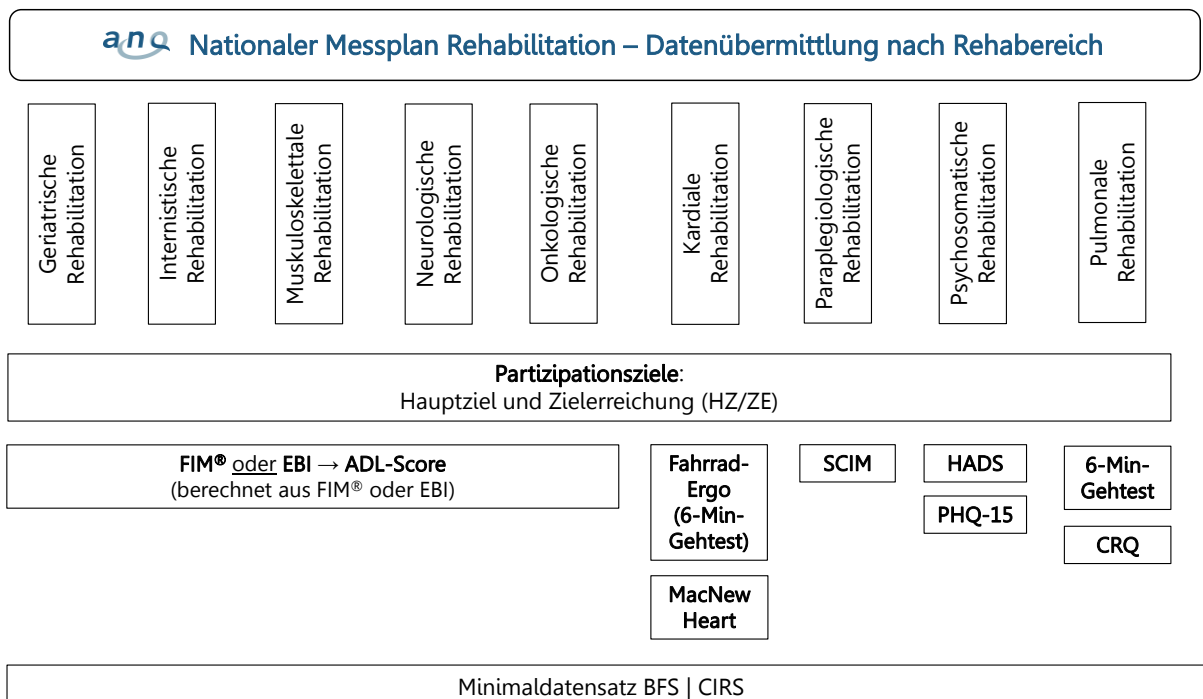 anq Nationaler Messplan Rehabilitation – Datenübermittlung nach Rehabereich
Geriatrische
Rehabilitation
Internistische
Rehabilitation
Muskuloskelettale
Rehabilitation
Neurologische
Rehabilitation
Onkologische
Rehabilitation
Kardiale
Rehabilitation
Paraplegiologische
Rehabilitation
Psychosomatische
Rehabilitation
Pulmonale
Rehabilitation
Partizipationsziele:
Hauptziel und Zielerreichung (HZ/ZE)
FIM® oder EBI → ADL-Score
(berechnet aus FIM® oder EBI)
Fahrrad-
Ergo
(6-Min-
Gehtest)
MacNew
Heart
SCIM
HADS
PHQ-15
6-Min-
Gehtest
CRQ
Minimaldatensatz BFS | CIRS